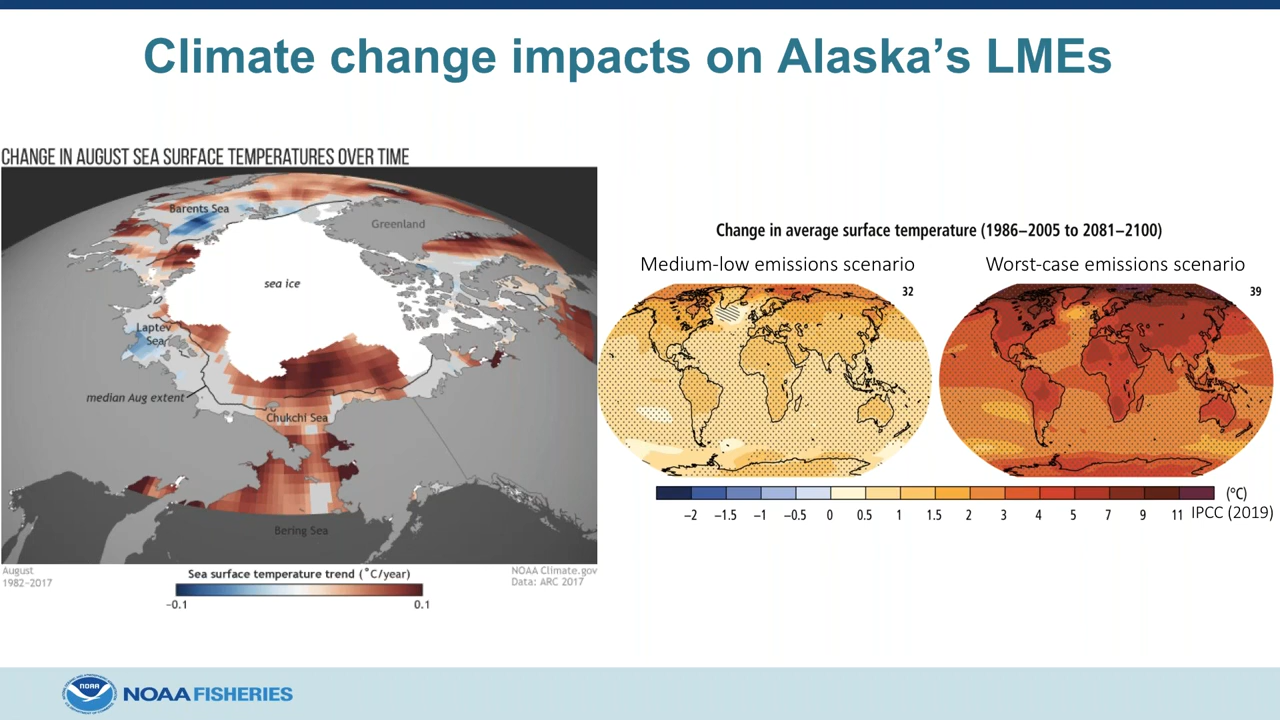 Climate change impacts on Alaska's LMEs
CHANGE IN AUGUST SEA SURFACE TEMPERATURES OVER TIME
Barents Sea
Greenland
sea ice
Laptev
Sea
median Aug extent
Chukchi Sea
Bering Sea
August
1982-2017
Sea surface temperature trend (°C/year)
-0.1
0.1
NOAA Climate.gov
Data: ARC 2017
Change in average surface temperature (1986−2005 to 2081−2100)
Medium-low emissions scenario
Worst-case emissions scenario
32
39
−2 −1.5 −1 −0.5 0 0.5 1 1.5 2 3 4 5 7 9 11
(°C)
IPCC (2019)
NOAA
NOAA FISHERIES